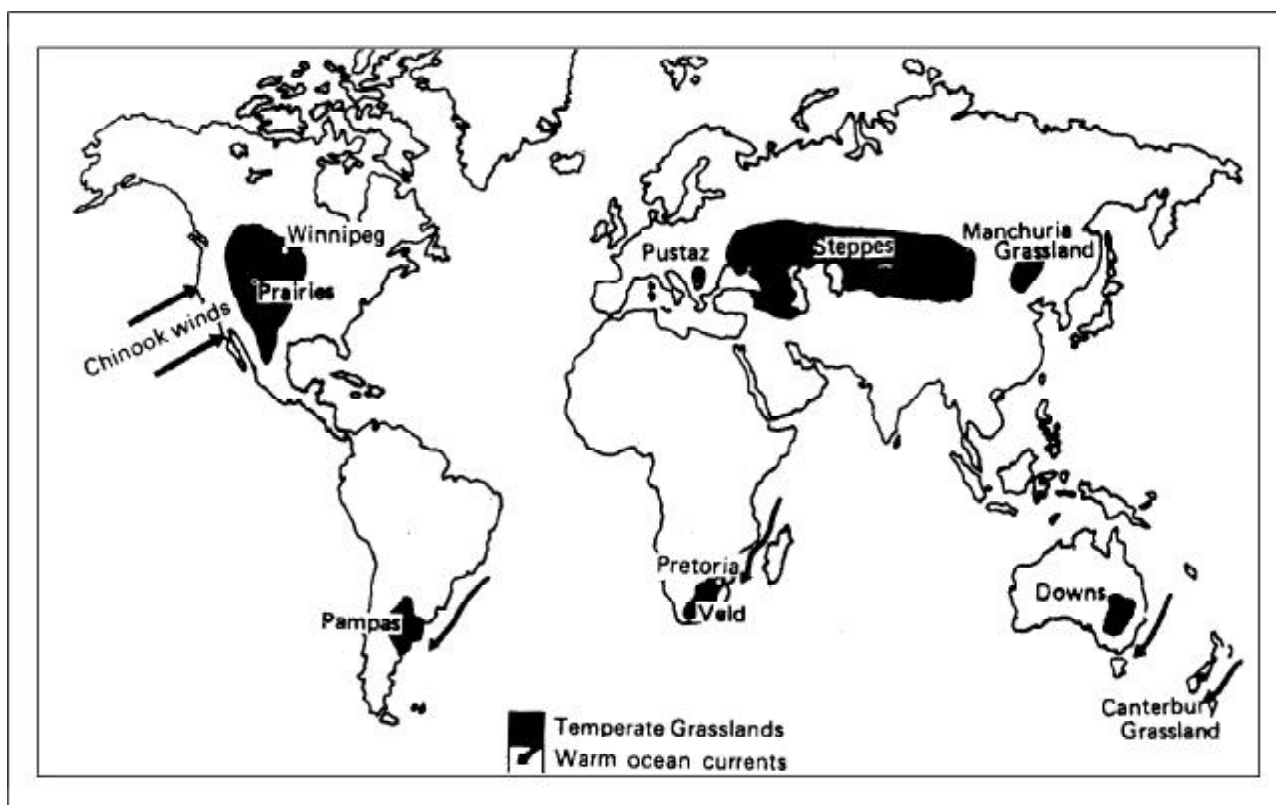 Winnipeg
Prairies
Chinook winds
Pustaz
Steppes
Manchuria
Grassland
Pretoria
Veld
Pampas
Downs
Canterbury
Grassland
Temperate Grasslands
Warm ocean currents